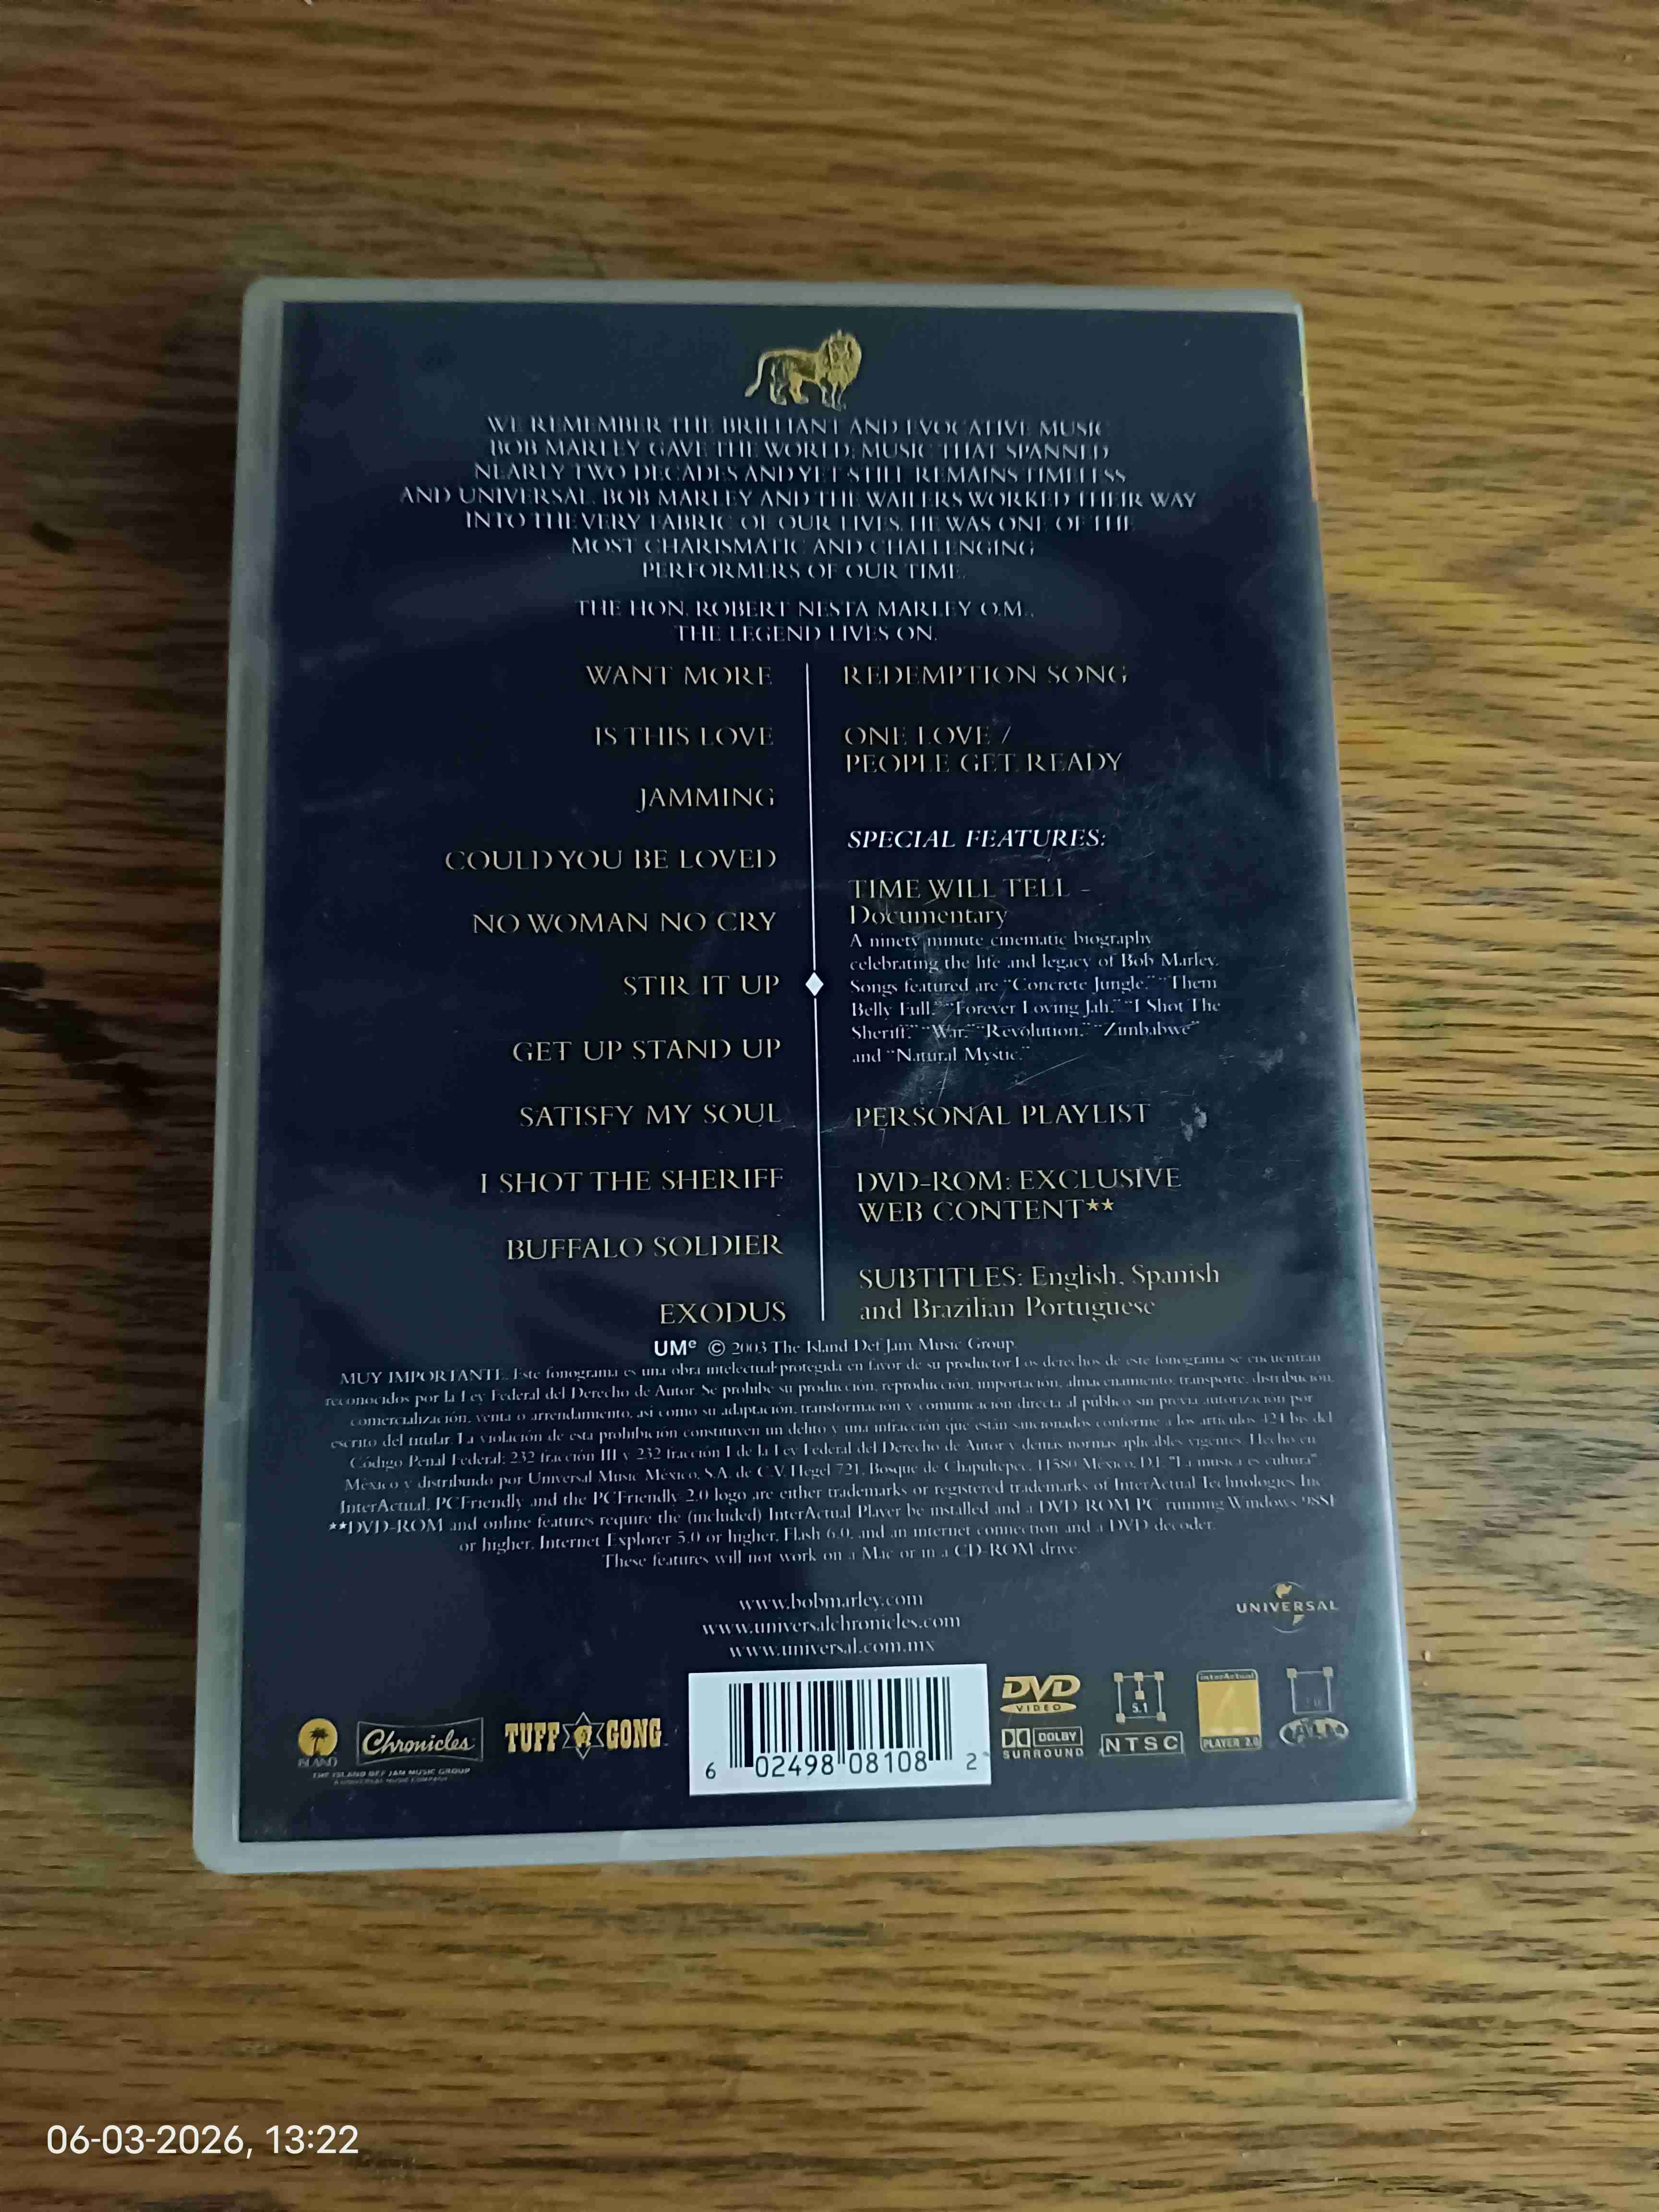 WE REMEMBER THE BRILLIANT AND EVOCATIVE MUSIC
BOB MARLEY GAVE THE WORLD; MUSIC THAT SPANNED
NEARLY TWO DECADES AND YET STILL REMAINS TIMELESS
AND UNIVERSAL. BOB MARLEY AND THE WAILERS WORKED THEIR WAY
INTO THE VERY FABRIC OF OUR LIVES. HE WAS ONE OF THE
MOST CHARISMATIC AND CHALLENGING
PERFORMERS OF OUR TIME.
THE HON. ROBERT NESTA MARLEY O.M.,
THE LEGEND LIVES ON.
WANT MORE
IS THIS LOVE
JAMMING
COULD YOU BE LOVED
NO WOMAN NO CRY
STIR IT UP
GET UP STAND UP
SATISFY MY SOUL
I SHOT THE SHERIFF
BUFFALO SOLDIER
EXODUS
REDEMPTION SONG
ONE LOVE /
PEOPLE GET READY
SPECIAL FEATURES:
TIME WILL TELL -
Documentary
A ninety minute cinematic biography
celebrating the life and legacy of Bob Marley.
Songs featured are "Concrete Jungle," "Them
Belly Full," "Forever Loving Jah," "I Shot The
Sheriff," "War," "Revolution," "Zimbabwe"
and "Natural Mystic."
PERSONAL PLAYLIST
DVD-ROM: EXCLUSIVE
WEB CONTENT**
SUBTITLES: English, Spanish
and Brazilian Portuguese
UMe © 2003 The Island Def Jam Music Group
MUY IMPORTANTE. Este fonograma es una obra intelectual protegida en favor de su productor Los derechos de este fonograma se encuentran
reconocidos por la Ley Federal del Derecho de Autor. Se prohibe su producción, reproducción, importación, almacenamiento, transporte, distribución,
comercialización, venta o arrendamiento, asi como su adaptación, transformación y comunicación directa al público sin previa autorización por
escrito del titular. La violación de esta prohibición constituyen un delito y una infracción que están sancionados conforme a los artículos 424 bis del
Código Penal Federal; 232 fracción III y 232 fracción I de la Ley Federal del Derecho de Autor y demas normas aplicables vigentes. Hecho en
México y distribuido por Universal Music México, S.A. de C.V. Hegel 721, Bosque de Chapultepec, 11580 México, D.F. "La musica es cultura".
InterActual, PCFriendly and the PCFriendly 2.0 logo are either trademarks or registered trademarks of InterActual Technologies Inc.
**DVD-ROM and online features require the (included) InterActual Player be installed and a DVD-ROM PC running Windows 98SE
or higher, Internet Explorer 5.0 or higher, Flash 6.0, and an internet connection and a DVD decoder.
These features will not work on a Mac or in a CD-ROM drive.
www.bobmarley.com
www.universalchronicles.com
www.universal.com.mx
UNIVERSAL
ISLAND
Chronicles
THE ISLAND DEF JAM MUSIC GROUP
A UNIVERSAL MUSIC COMPANY
TUFF GONG
6 02498 08108 2
DVD
VIDEO
DOLBY
SURROUND
5.1
NTSC
InterActual
PLAYER 2.0
2.0
ALL
06-03-2026, 13:22